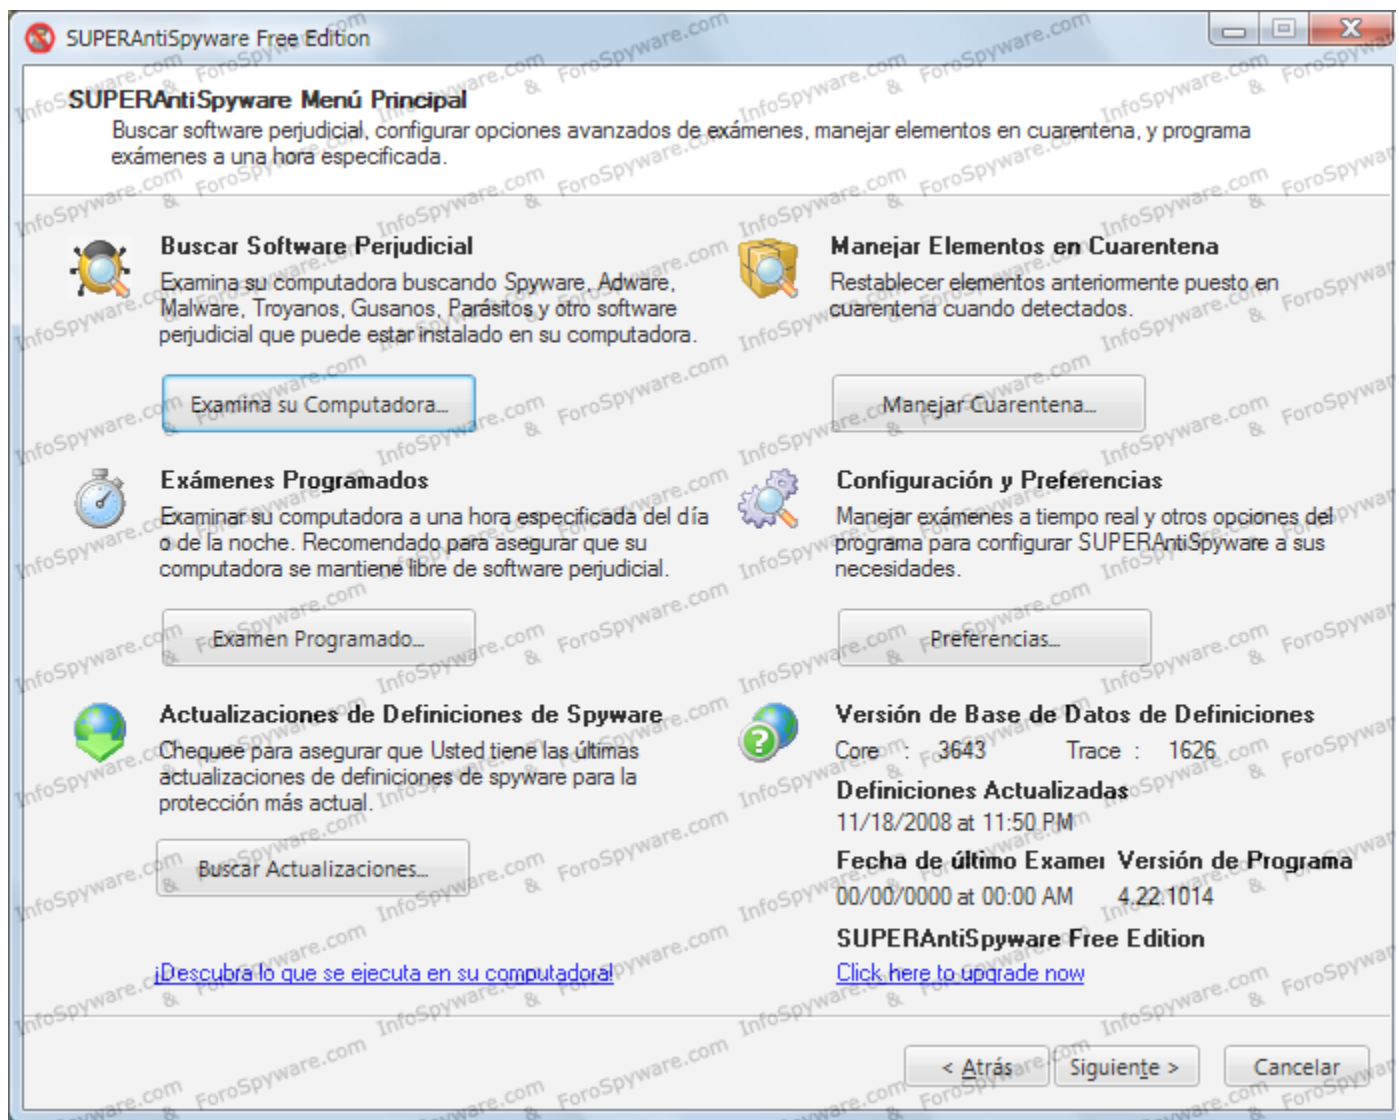 SUPERAntiSpyware Free Edition
SUPERAntiSpyware Menú Principal
Buscar software perjudicial, configurar opciones avanzados de exámenes, manejar elementos en cuarentena, y programa
exámenes a una hora especificada.
Buscar Software Perjudicial
Examina su computadora buscando Spyware, Adware,
Malware, Troyanos, Gusanos, Parásitos y otro software
perjudicial que puede estar instalado en su computadora.
Examina su Computadora...
Manejar Elementos en Cuarentena
Restablecer elementos anteriormente puesto en
cuarentena cuando detectados.
Manejar Cuarentena...
Exámenes Programados
Examinar su computadora a una hora especificada del día
o de la noche. Recomendado para asegurar que su
computadora se mantiene libre de software perjudicial.
Examen Programado...
Configuración y Preferencias
Manejar exámenes a tiempo real y otros opciones del
programa para configurar SUPERAntiSpyware a sus
necesidades.
Preferencias...
Actualizaciones de Definiciones de Spyware
Chequee para asegurar que Usted tiene las últimas
actualizaciones de definiciones de spyware para la
protección más actual.
Buscar Actualizaciones...
Versión de Base de Datos de Definiciones
Core : 3643 Trace : 1626
Definiciones Actualizadas
11/18/2008 at 11:50 PM
Fecha de último Examen Versión de Programa
00/00/0000 at 00:00 AM 4.22.1014
SUPERAntiSpyware Free Edition
¡Descubra lo que se ejecuta en su computadora!
Click here to upgrade now
< Atrás
Siguiente >
Cancelar
InfoSpyware.com
&
ForoSpyware.com